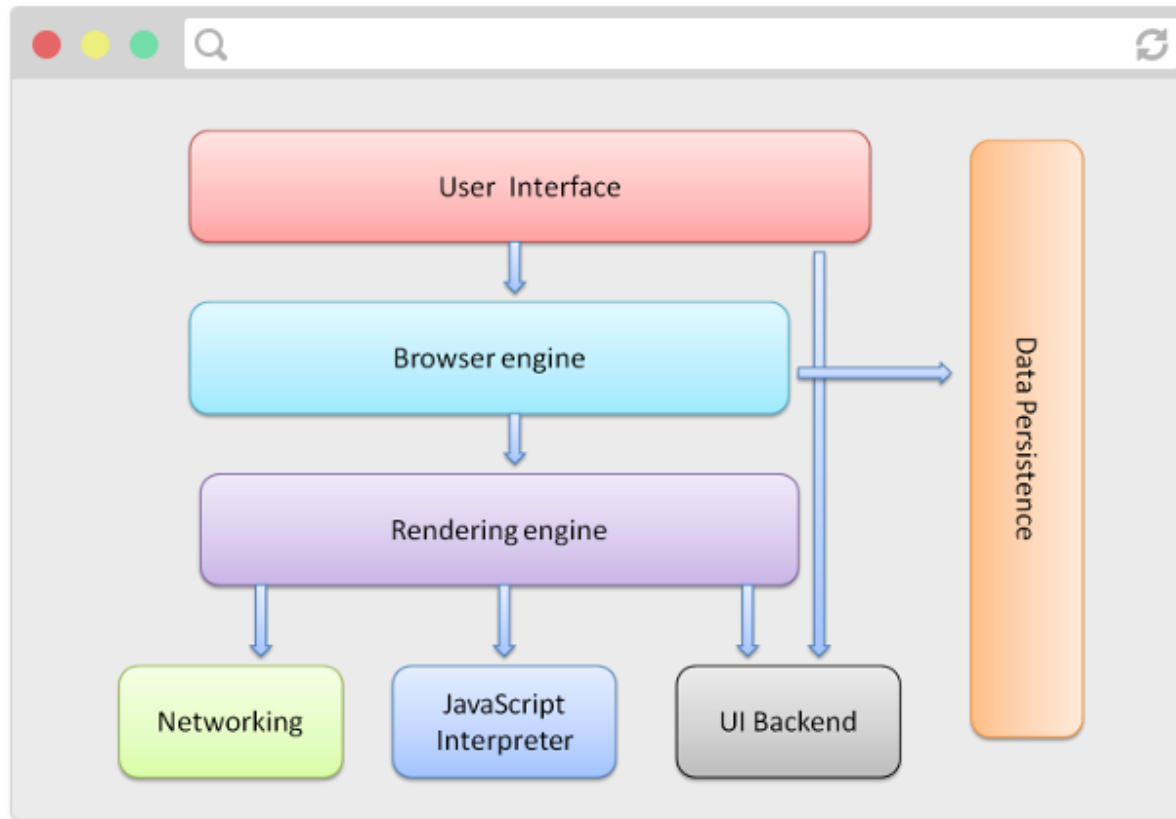 User Interface
Browser engine
Rendering engine
Networking
JavaScript
Interpreter
UI Backend
Data Persistence